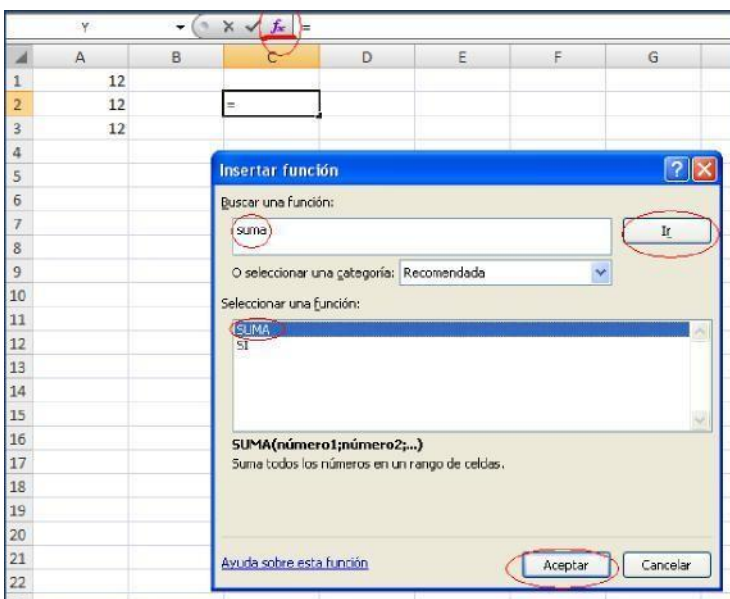 Y fx =
A B C D E F G
1 12
2 12 =
3 12
4
5 Insertar función
6 Buscar una función:
7 suma Ir
8
9 O seleccionar una categoría: Recomendada
10 Seleccionar una función:
11 SUMA
12 SI
13
14
15
16 SUMA(número1;número2;...)
17 Suma todos los números en un rango de celdas.
18
19
20
21 Ayuda sobre esta función Aceptar Cancelar
22